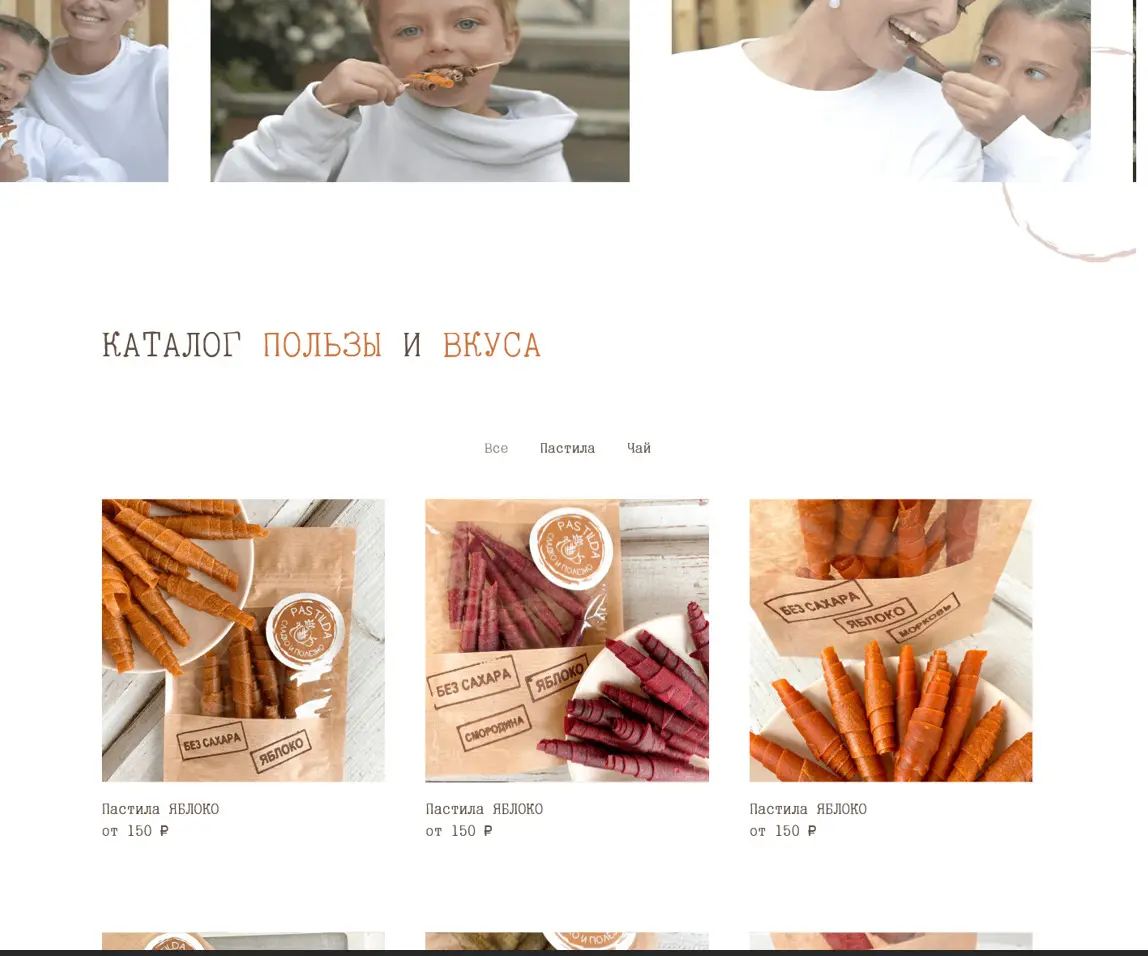 КАТАЛОГ ПОЛЬЗЫ И ВКУСА
Все Пастила Чай
PASTILDA
СЛАДКО И ПОЛЕЗНО
БЕЗ САХАРА
ЯБЛОКО
PASTILDA
СЛАДКО И ПОЛЕЗНО
БЕЗ САХАРА
ЯБЛОКО
СМОРОДИНА
БЕЗ САХАРА
ЯБЛОКО
МОРКОВЬ
Пастила ЯБЛОКО
от 150 ₽
Пастила ЯБЛОКО
от 150 ₽
Пастила ЯБЛОКО
от 150 ₽